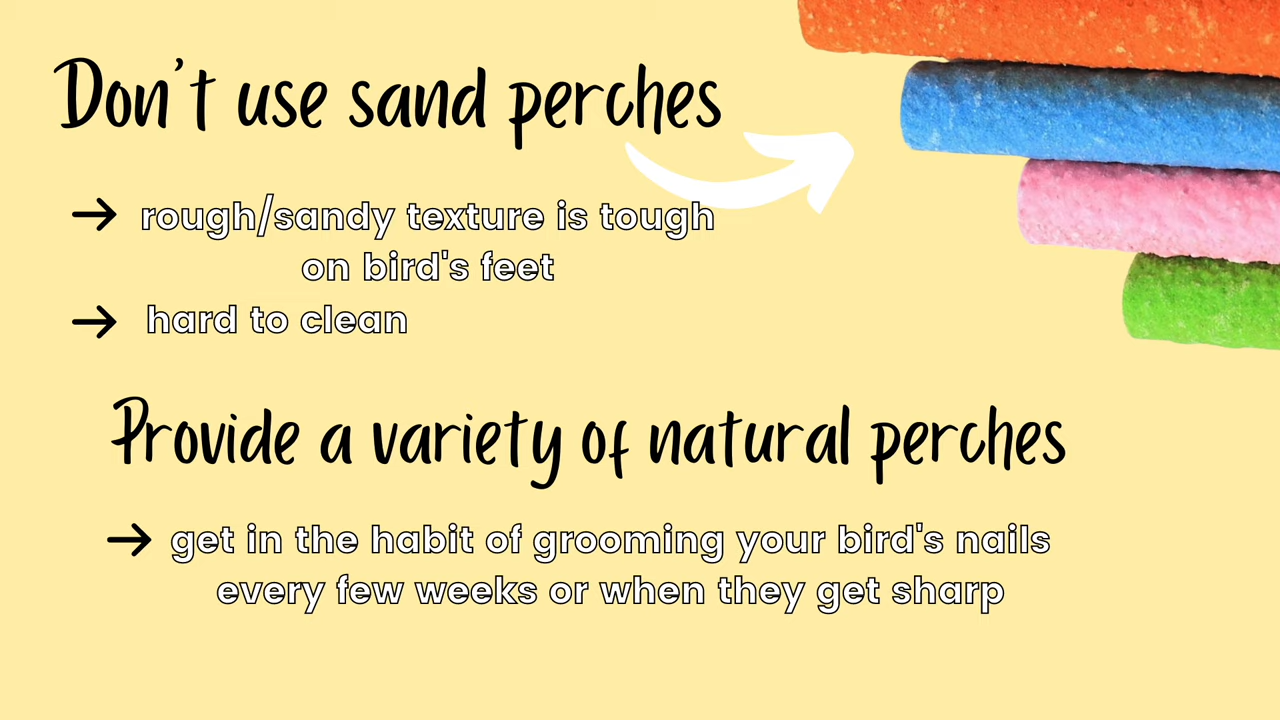 Don't use sand perches
→ rough/sandy texture is tough
on bird's feet
→ hard to clean
Provide a variety of natural perches
→ get in the habit of grooming your bird's nails
every few weeks or when they get sharp